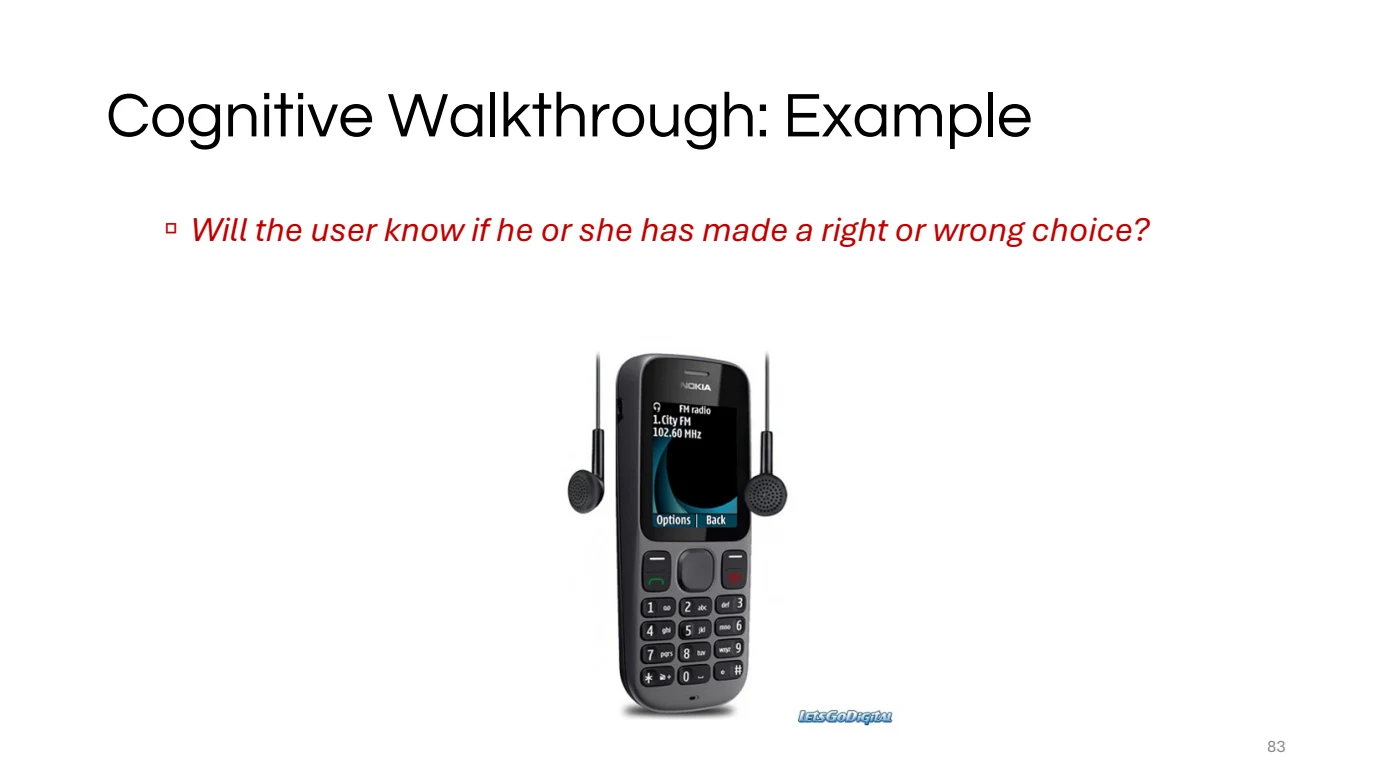 Cognitive Walkthrough: Example
▫ Will the user know if he or she has made a right or wrong choice?
NOKIA
FM radio
1.City FM
102.60 MHz
Options | Back
1 2 abc def 3
4 ghi 5 jkl mno 6
7 pqrs 8 tuv wxyz 9
* 0 #
LETSGODIGITAL
83